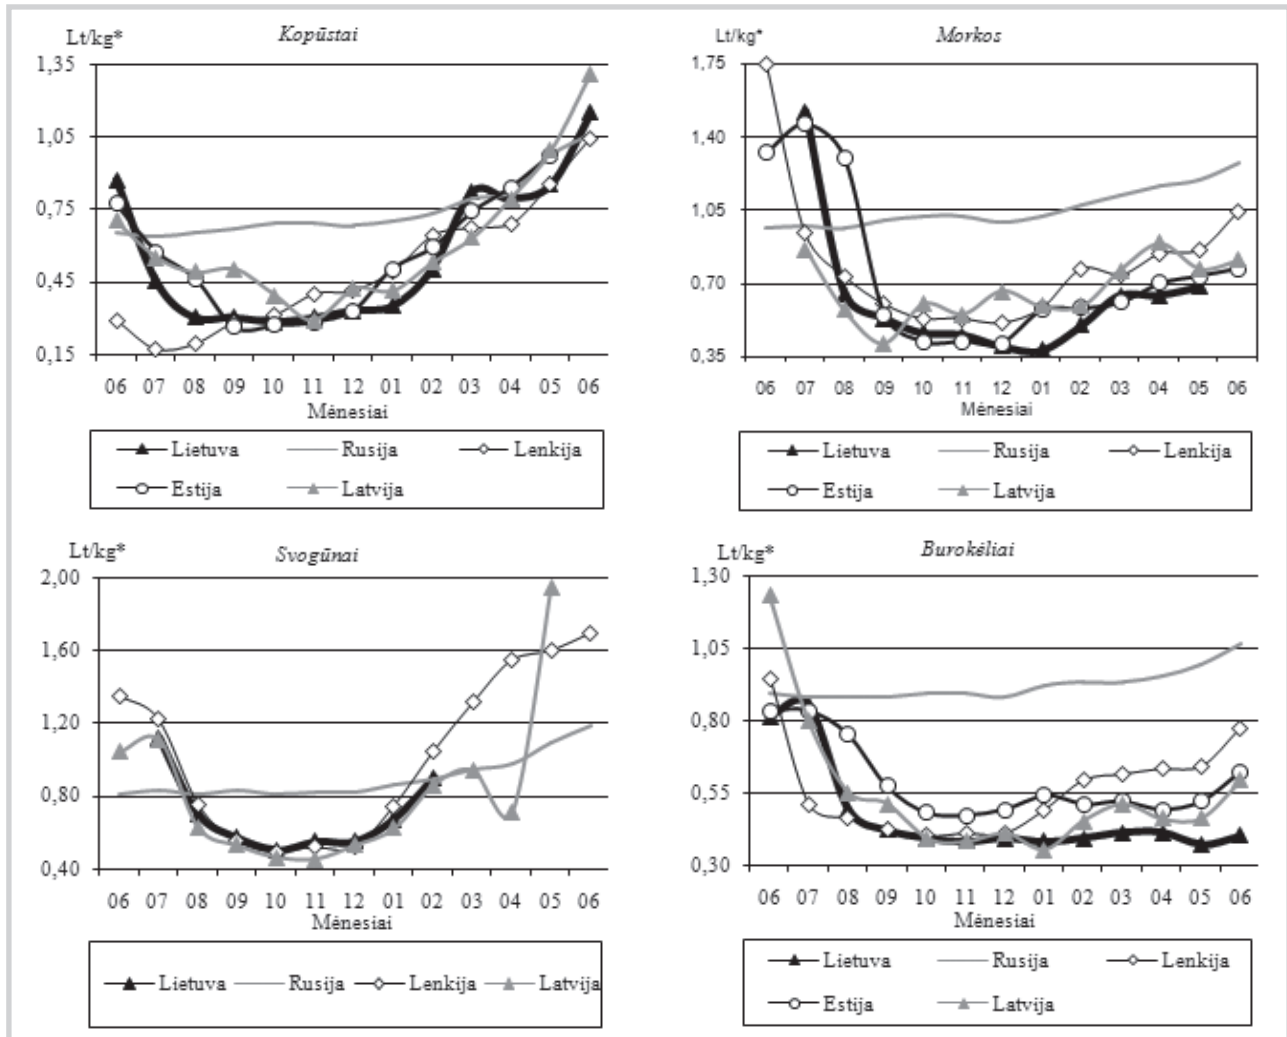 Kopūstai
Lt/kg*
1,35
1,05
0,75
0,45
0,15
06 07 08 09 10 11 12 01 02 03 04 05 06
Mėnesiai
Lietuva Rusija Lenkija
Estija Latvija
Morkos
Lt/kg*
1,75
1,40
1,05
0,70
0,35
06 07 08 09 10 11 12 01 02 03 04 05 06
Mėnesiai
Lietuva Rusija Lenkija
Estija Latvija
Svogūnai
Lt/kg*
2,00
1,60
1,20
0,80
0,40
06 07 08 09 10 11 12 01 02 03 04 05 06
Mėnesiai
Lietuva Rusija Lenkija Latvija
Burokėliai
Lt/kg*
1,30
1,05
0,80
0,55
0,30
06 07 08 09 10 11 12 01 02 03 04 05 06
Mėnesiai
Lietuva Rusija Lenkija
Estija Latvija